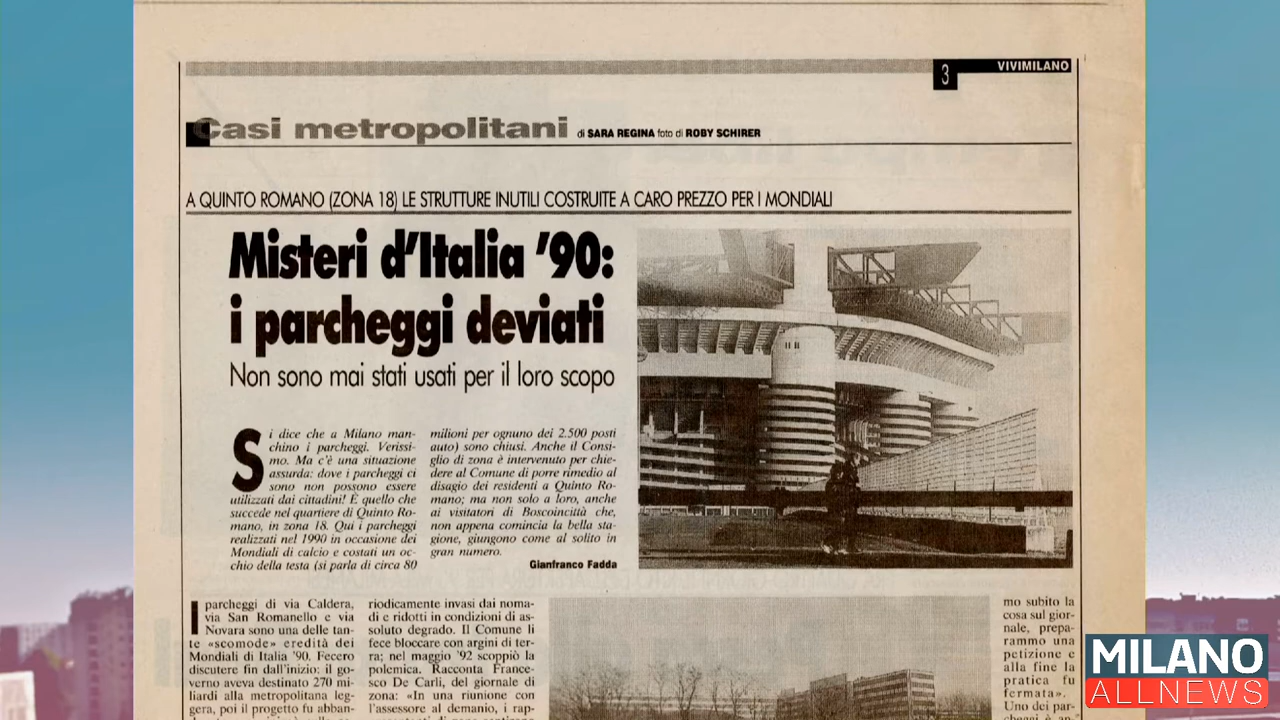 3
VIVIMILANO
Casi metropolitani di SARA REGINA foto di ROBY SCHIRER
A QUINTO ROMANO (ZONA 18) LE STRUTTURE INUTILI COSTRUITE A CARO PREZZO PER I MONDIALI
Misteri d'Italia '90:
i parcheggi deviati
Non sono mai stati usati per il loro scopo
Si dice che a Milano man-
chino i parcheggi. Verissi-
mo. Ma c'è una situazione
assurda: dove i parcheggi ci
sono non possono essere
utilizzati dai cittadini! È quello che
succede nel quartiere di Quinto Ro-
mano, in zona 18. Qui i parcheggi
realizzati nel 1990 in occasione dei
Mondiali di calcio e costati un oc-
chio della testa (si parla di circa 80
milioni per ognuno dei 2.500 posti
auto) sono chiusi. Anche il Consi-
glio di zona è intervenuto per chie-
dere al Comune di porre rimedio al
disagio dei residenti a Quinto Ro-
mano; ma non solo a loro, anche
ai visitatori di Boscoincittà che,
non appena comincia la bella sta-
gione, giungono come al solito in
gran numero.
Gianfranco Fadda
I parcheggi di via Caldera,
via San Romanello e via
Novara sono una delle tan-
te «scomode» eredità dei
Mondiali di Italia '90. Fecero
discutere fin dall'inizio: il go-
verno aveva destinato 270 mi-
liardi alla metropolitana leg-
gera, poi il progetto fu abban-
riodicamente invasi dai noma-
di e ridotti in condizioni di as-
soluto degrado. Il Comune li
fece bloccare con argini di ter-
ra; nel maggio '92 scoppiò la
polemica. Racconta France-
sco De Carli, del giornale di
zona: «In una riunione con
l'assessore al demanio, i rap-
mo subito la
cosa sul gior-
nale, prepa-
rammo una
petizione e
alla fine la
pratica fu
fermata».
Uno dei par-
MILANO
ALLNEWS